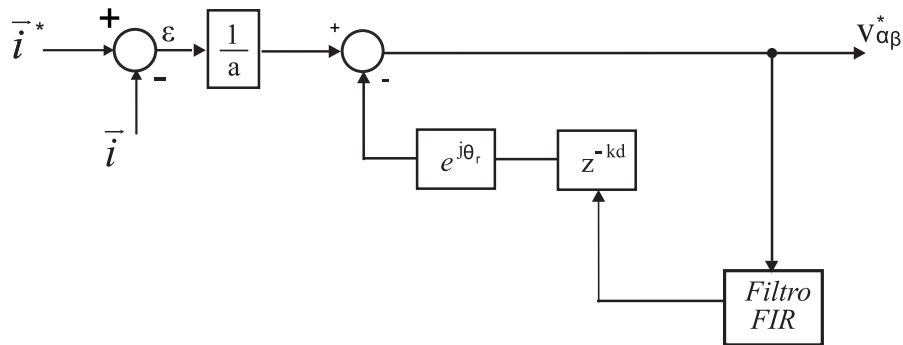 i* + ε 1/a + v*αβ
- -
i
e^jθr z^-kd
Filtro
FIR